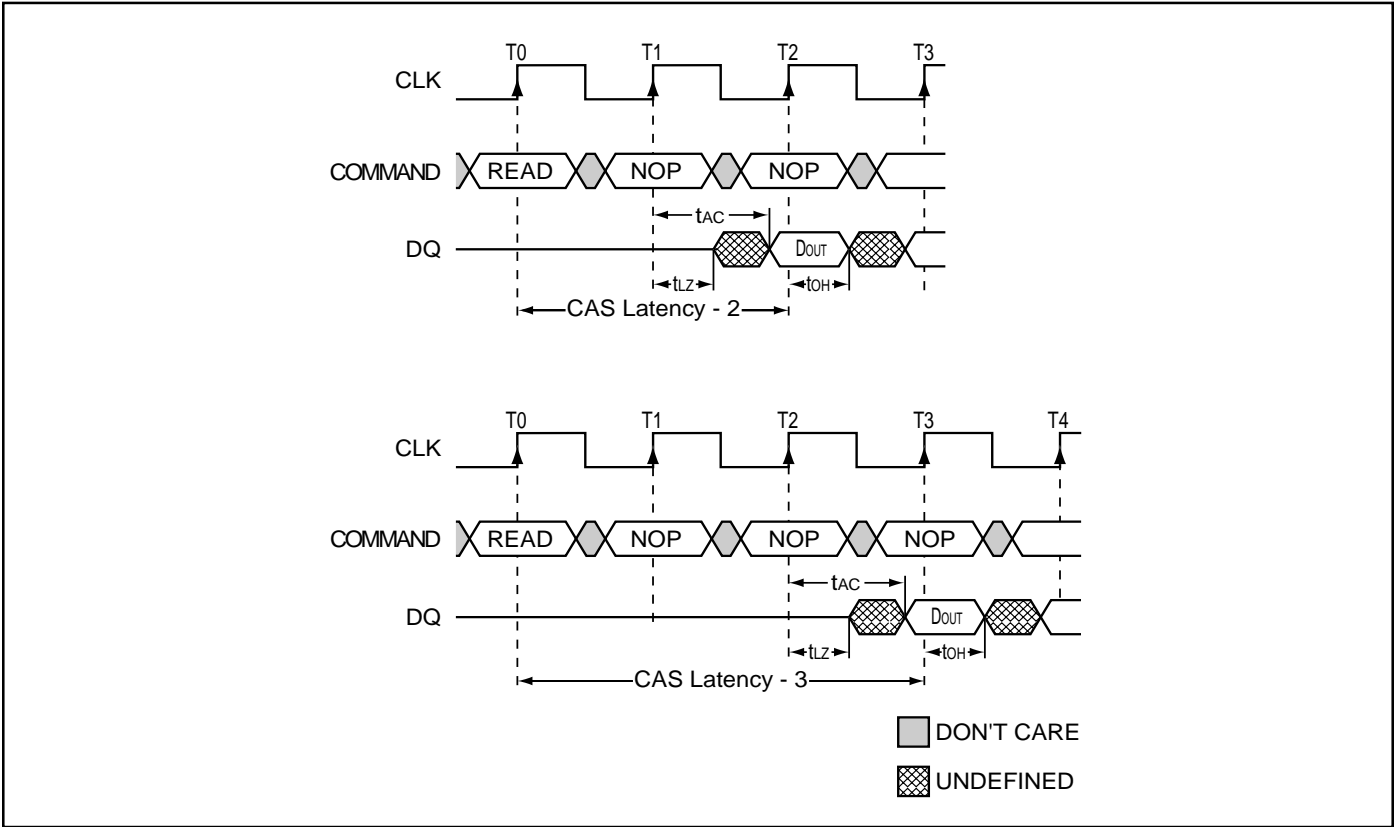 T0 T1 T2 T3
CLK
COMMAND READ NOP NOP
tAC
DQ DOUT
tLZ tOH
CAS Latency - 2
T0 T1 T2 T3 T4
CLK
COMMAND READ NOP NOP NOP
tAC
DQ DOUT
tLZ tOH
CAS Latency - 3
DON'T CARE
UNDEFINED